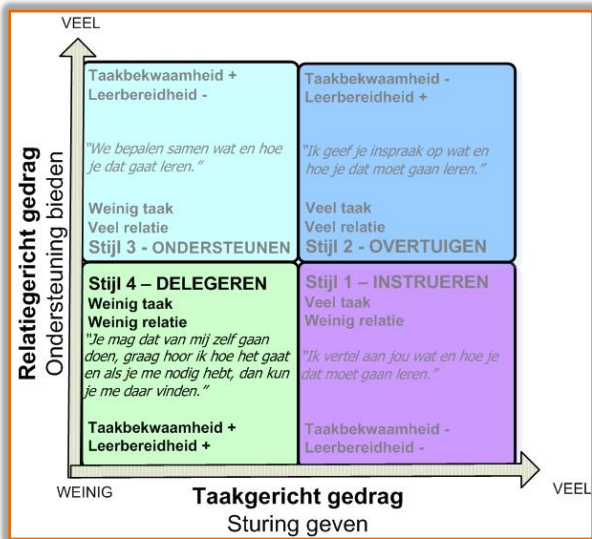 VEEL
Relatiegericht gedrag
Ondersteuning bieden
Taakbekwaamheid +
Leerbereidheid -
“We bepalen samen wat en hoe
je dat gaat leren.”
Weinig taak
Veel relatie
Stijl 3 - ONDERSTEUNEN
Taakbekwaamheid -
Leerbereidheid +
“Ik geef je inspraak op wat en
hoe je dat moet gaan leren.”
Veel taak
Veel relatie
Stijl 2 - OVERTUIGEN
Stijl 4 – DELEGEREN
Weinig taak
Weinig relatie
“Je mag dat van mij zelf gaan
doen, graag hoor ik hoe het gaat
en als je me nodig hebt, dan kun
je me daar vinden.”
Taakbekwaamheid +
Leerbereidheid +
Stijl 1 – INSTRUEREN
Veel taak
Weinig relatie
“Ik vertel aan jou wat en hoe je
dat moet gaan leren.”
Taakbekwaamheid -
Leerbereidheid -
WEINIG
Taakgericht gedrag
Sturing geven
VEEL